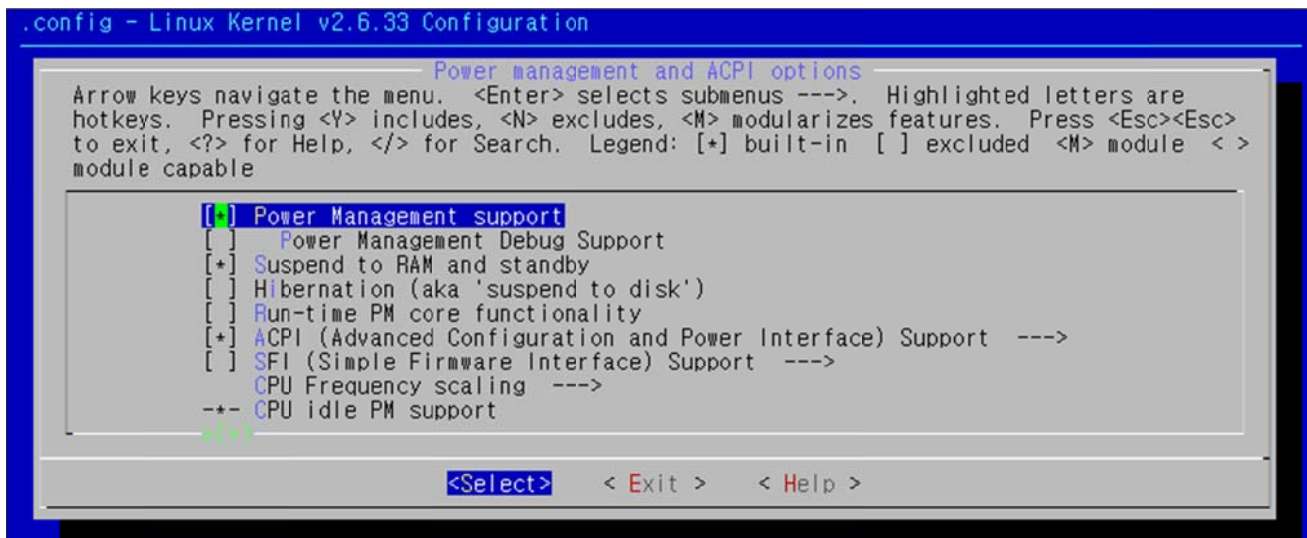 .config - Linux Kernel v2.6.33 Configuration
Power management and ACPI options
Arrow keys navigate the menu.  <Enter> selects submenus --->.  Highlighted letters are
hotkeys.  Pressing <Y> includes, <N> excludes, <M> modularizes features.  Press <Esc><Esc>
to exit, <?> for Help, </> for Search.  Legend: [*] built-in  [ ] excluded  <M> module  < >
module capable
[*] Power Management support
[ ]   Power Management Debug Support
[*] Suspend to RAM and standby
[ ] Hibernation (aka 'suspend to disk')
[ ] Run-time PM core functionality
[*] ACPI (Advanced Configuration and Power Interface) Support  --->
[ ] SFI (Simple Firmware Interface) Support  --->
CPU Frequency scaling  --->
-*- CPU idle PM support
v(+)
<Select>    < Exit >    < Help >